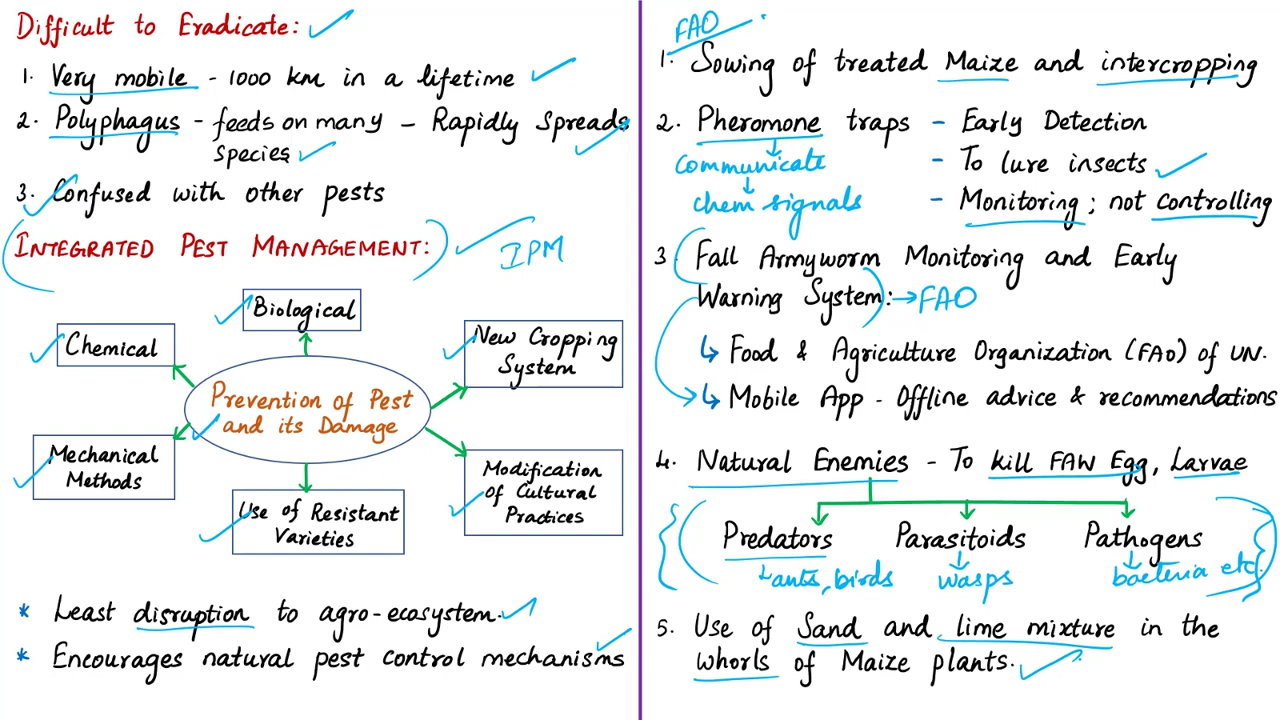 Difficult to Eradicate:
1. Very mobile - 1000 km in a lifetime
2. Polyphagus - feeds on many - Rapidly Spreads
species
3. Confused with other pests
INTEGRATED PEST MANAGEMENT: IPM
Biological
Chemical
New Cropping
System
Prevention of Pest
and its Damage
Mechanical
Methods
Modification
of Cultural
Practices
Use of Resistant
Varieties
* Least disruption to agro-ecosystem.
* Encourages natural pest control mechanisms
FAO
1. Sowing of treated Maize and intercropping
2. Pheromone traps - Early Detection
communicate - To lure insects
chem signals - Monitoring; not controlling
3. Fall Armyworm Monitoring and Early
Warning System: → FAO
↳ Food & Agriculture Organization (FAO) of UN.
↳ Mobile App - Offline advice & recommendations
4. Natural Enemies - To kill FAW Egg, Larvae
Predators Parasitoids Pathogens
ants, birds wasps bacteria etc.
5. Use of Sand and lime mixture in the
whorls of Maize plants.